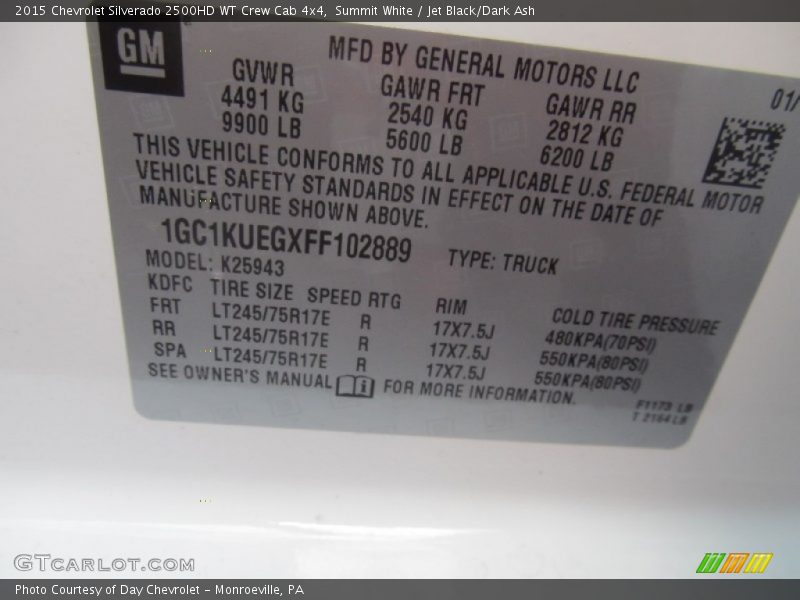 2015 Chevrolet Silverado 2500HD WT Crew Cab 4x4, Summit White / Jet Black/Dark Ash
GM
MFD BY GENERAL MOTORS LLC
GVWR GAWR FRT GAWR RR 01/
4491 KG 2540 KG 2812 KG
9900 LB 5600 LB 6200 LB
THIS VEHICLE CONFORMS TO ALL APPLICABLE U.S. FEDERAL MOTOR
VEHICLE SAFETY STANDARDS IN EFFECT ON THE DATE OF
MANUFACTURE SHOWN ABOVE.
1GC1KUEGXFF102889 TYPE: TRUCK
MODEL: K25943
KDFC TIRE SIZE SPEED RTG RIM COLD TIRE PRESSURE
FRT LT245/75R17E R 17X7.5J 480KPA(70PSI)
RR LT245/75R17E R 17X7.5J 550KPA(80PSI)
SPA LT245/75R17E R 17X7.5J 550KPA(80PSI)
SEE OWNER'S MANUAL FOR MORE INFORMATION.
F1173 LB
T 2164 LB
GTCARLOT.COM
Photo Courtesy of Day Chevrolet – Monroeville, PA